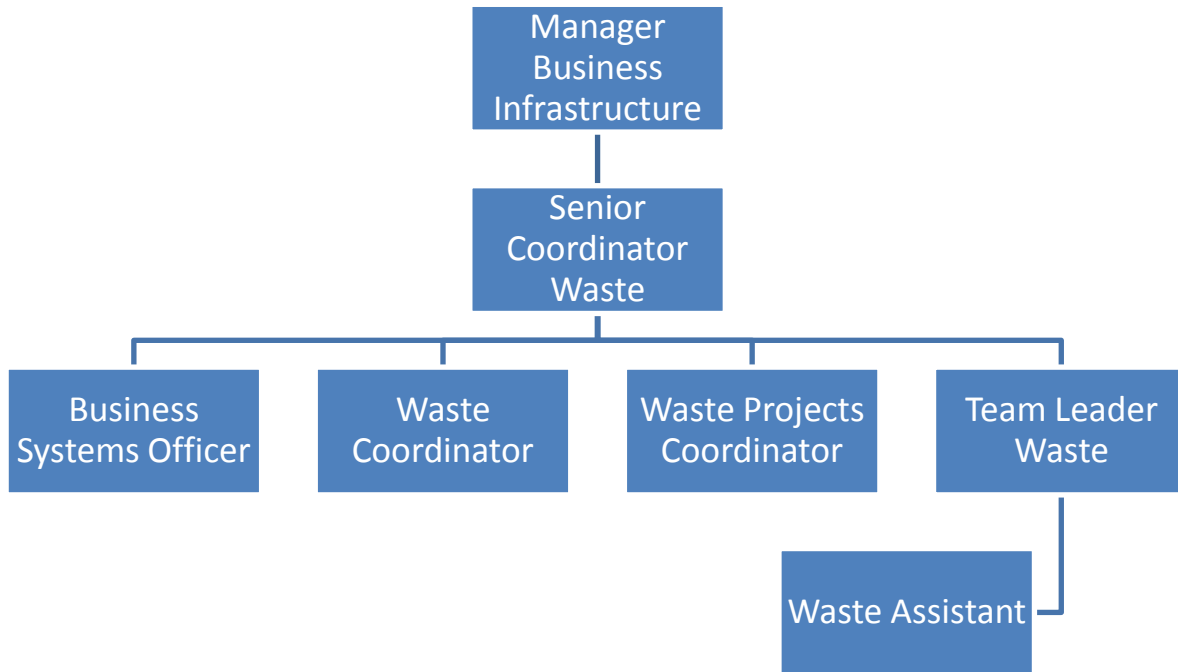 Manager
Business
Infrastructure
Senior
Coordinator
Waste
Business
Systems Officer
Waste
Coordinator
Waste Projects
Coordinator
Team Leader
Waste
Waste Assistant